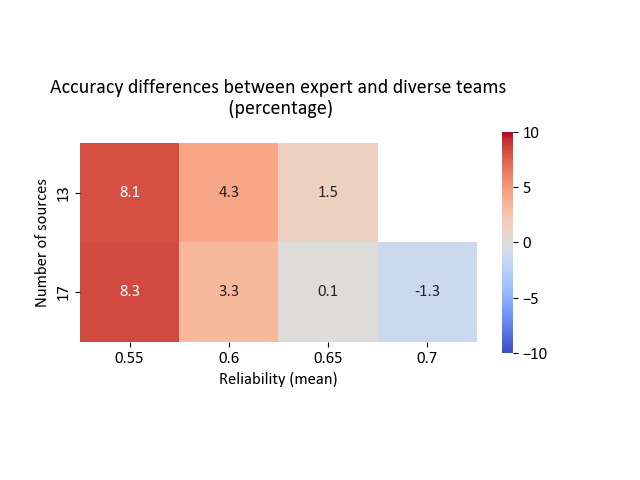 Accuracy differences between expert and diverse teams
(percentage)
10
5
0
−5
−10
Number of sources
13
17
8.1 4.3 1.5
8.3 3.3 0.1 -1.3
0.55 0.6 0.65 0.7
Reliability (mean)